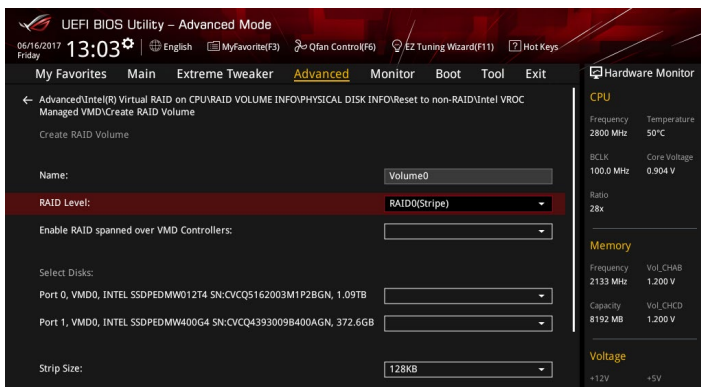 UEFI BIOS Utility – Advanced Mode
06/16/2017 Friday 13:03 English MyFavorite(F3) Qfan Control(F6) EZ Tuning Wizard(F11) Hot Keys
My Favorites Main Extreme Tweaker Advanced Monitor Boot Tool Exit
Hardware Monitor
Advanced\Intel(R) Virtual RAID on CPU\RAID VOLUME INFO\PHYSICAL DISK INFO\Reset to non-RAID\Intel VROC
Managed VMD\Create RAID Volume
Create RAID Volume
Name: Volume0
RAID Level: RAID0(Stripe)
Enable RAID spanned over VMD Controllers:
Select Disks:
Port 0, VMD0, INTEL SSDPEDMW012T4 SN:CVCQ5162003M1P2BGN, 1.09TB
Port 1, VMD0, INTEL SSDPEDMW400G4 SN:CVCQ4393009B400AGN, 372.6GB
Strip Size: 128KB
CPU
Frequency Temperature
2800 MHz 50°C
BCLK Core Voltage
100.0 MHz 0.904 V
Ratio
28x
Memory
Frequency Vol_CHAB
2133 MHz 1.200 V
Capacity Vol_CHCD
8192 MB 1.200 V
Voltage
+12V +5V